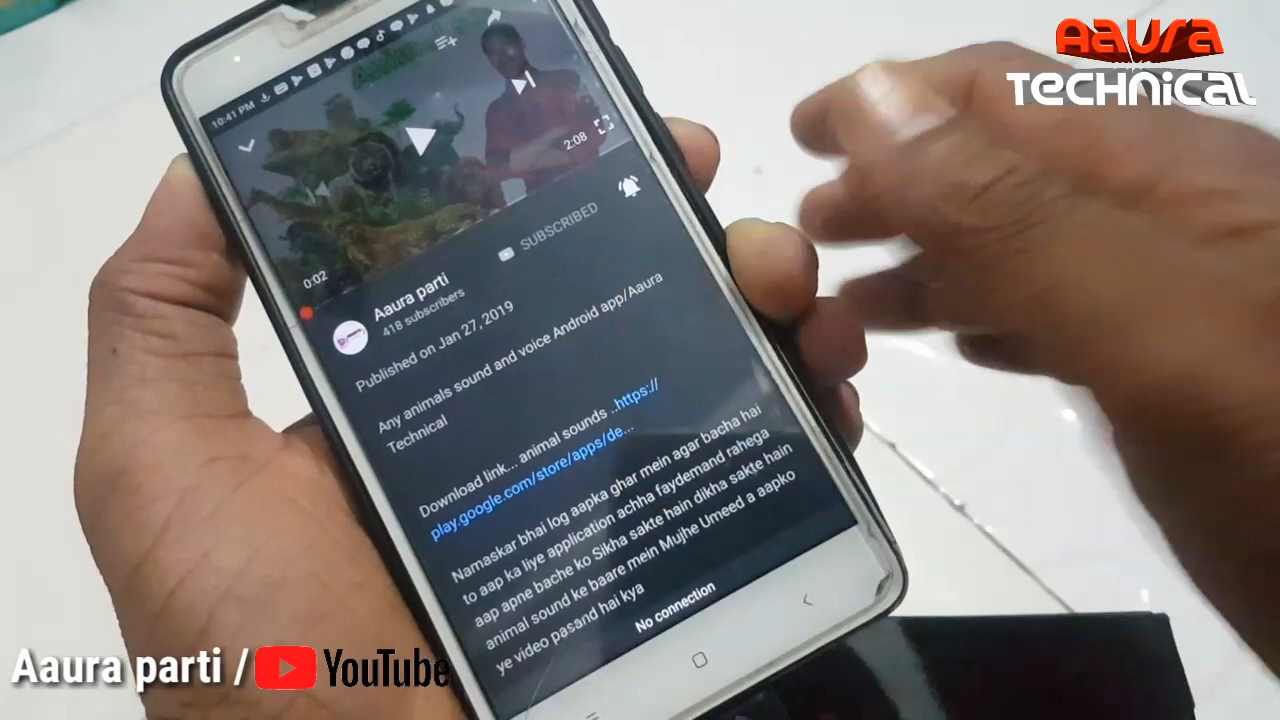 Aaura
TECHNICAL
10:41 PM
2:08
0:02
SUBSCRIBED
Aaura parti
418 subscribers
Published on Jan 27, 2019
Any animals sound and voice Android app/Aaura
Technical
Download link... animal sounds ..https://
play.google.com/store/apps/de...
Namaskar bhai log aapka ghar mein agar bacha hai
to aap ka liye application achha faydemand rahega
aap apne bache ko Sikha sakte hain dikha sakte hain
animal sound ke baare mein Mujhe Umeed a aapko
ye video pasand hai kya
No connection
Aaura parti / YouTube